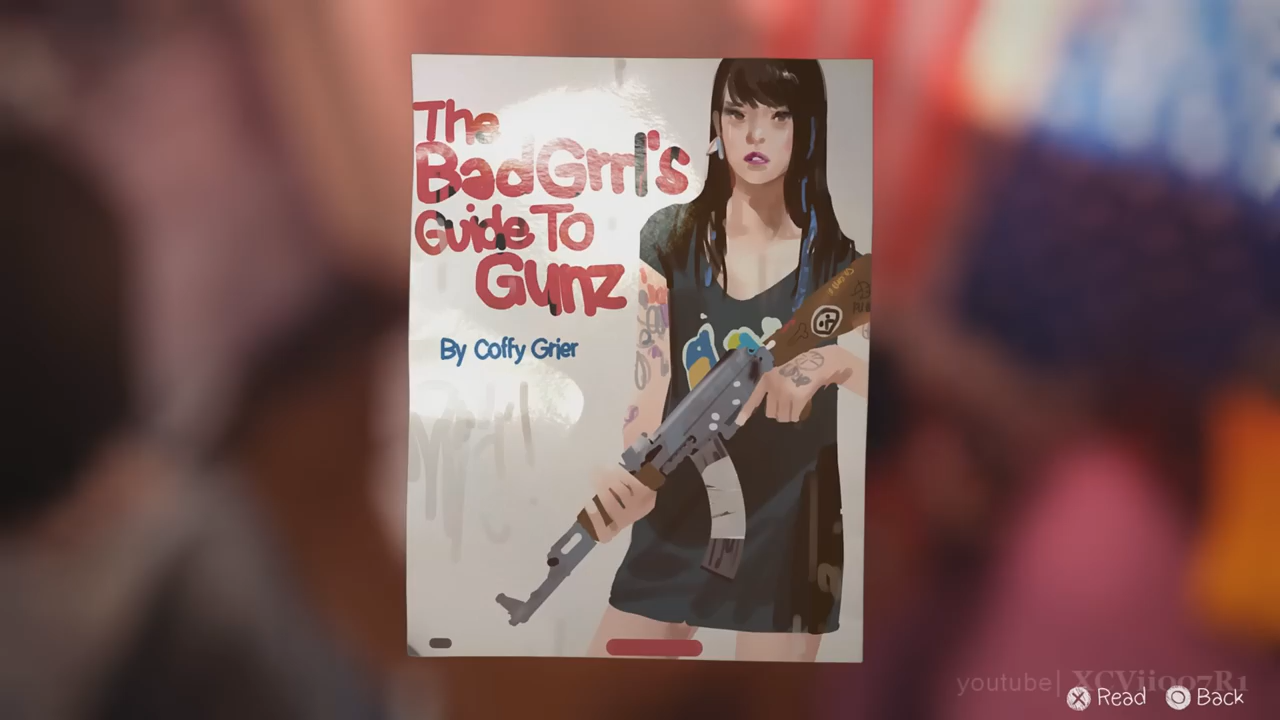 The
BadGrrl's
Guide To
Gunz
By Coffy Grier
youtube| XCVii007R1
Read Back